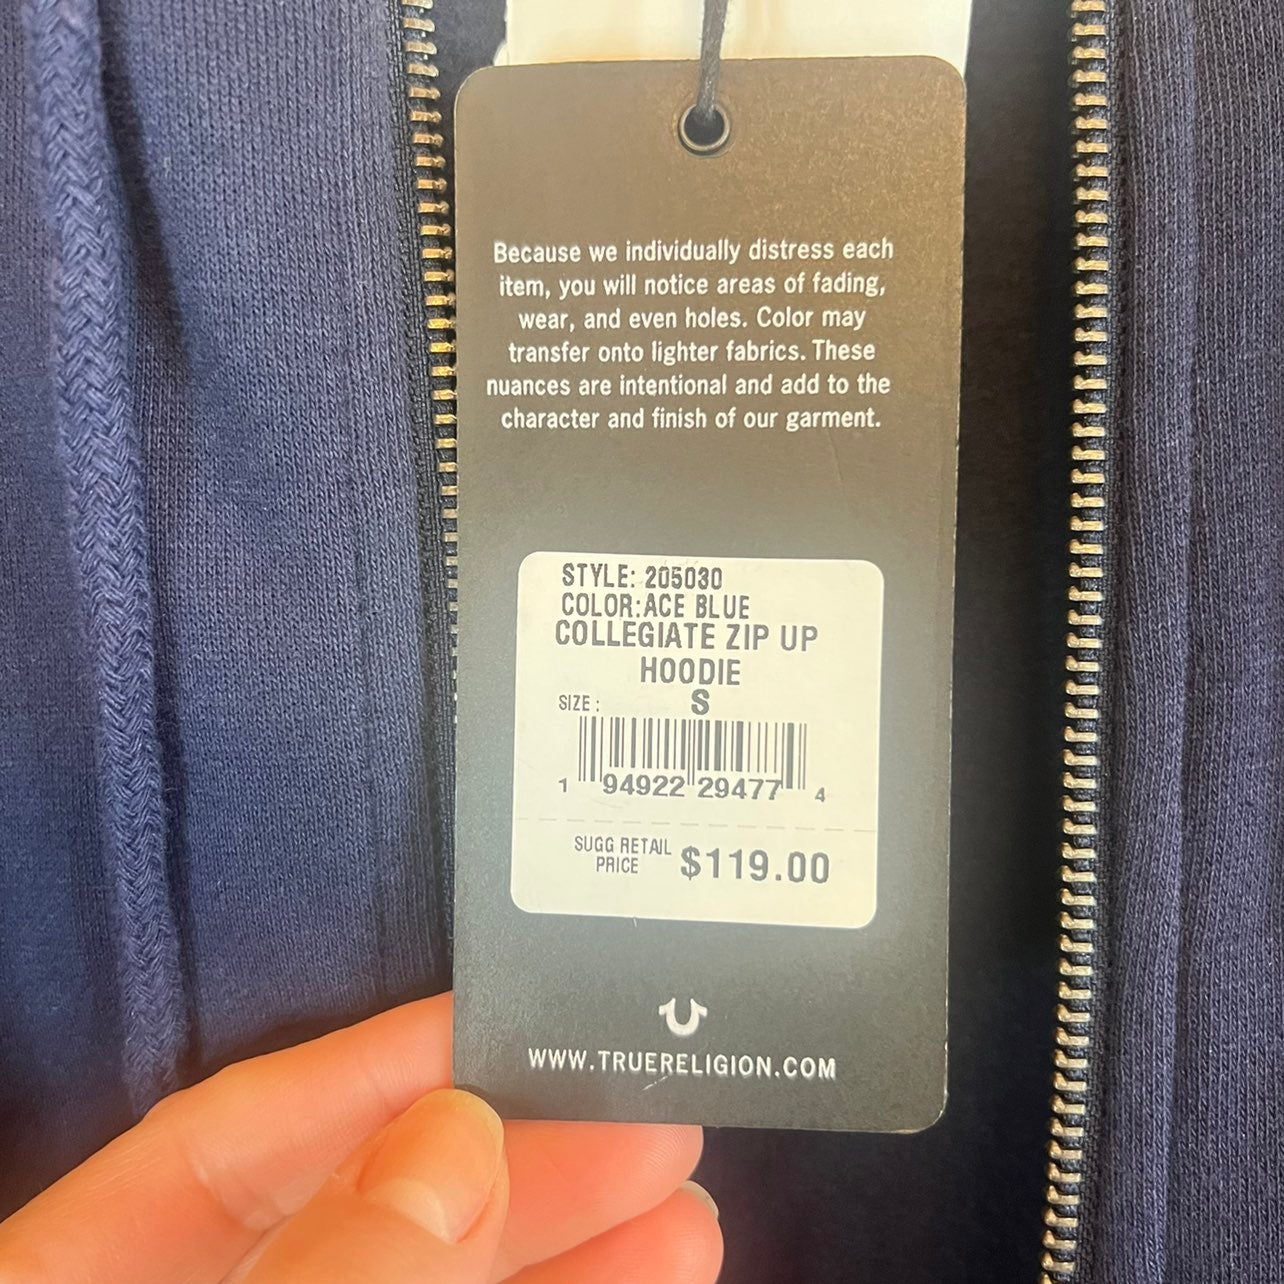 Because we individually distress each
item, you will notice areas of fading,
wear, and even holes. Color may
transfer onto lighter fabrics. These
nuances are intentional and add to the
character and finish of our garment.
STYLE: 205030
COLOR:ACE BLUE
COLLEGIATE ZIP UP
HOODIE
SIZE: S
1 94922 29477 4
SUGG RETAIL
PRICE $119.00
WWW.TRUERELIGION.COM